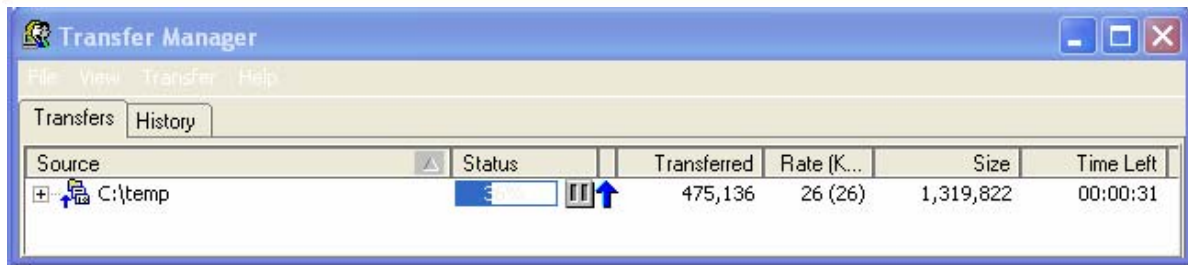 Transfer Manager
File View Transfer Help
Transfers History
Source Status Transferred Rate (K... Size Time Left
C:\temp 475,136 26 (26) 1,319,822 00:00:31